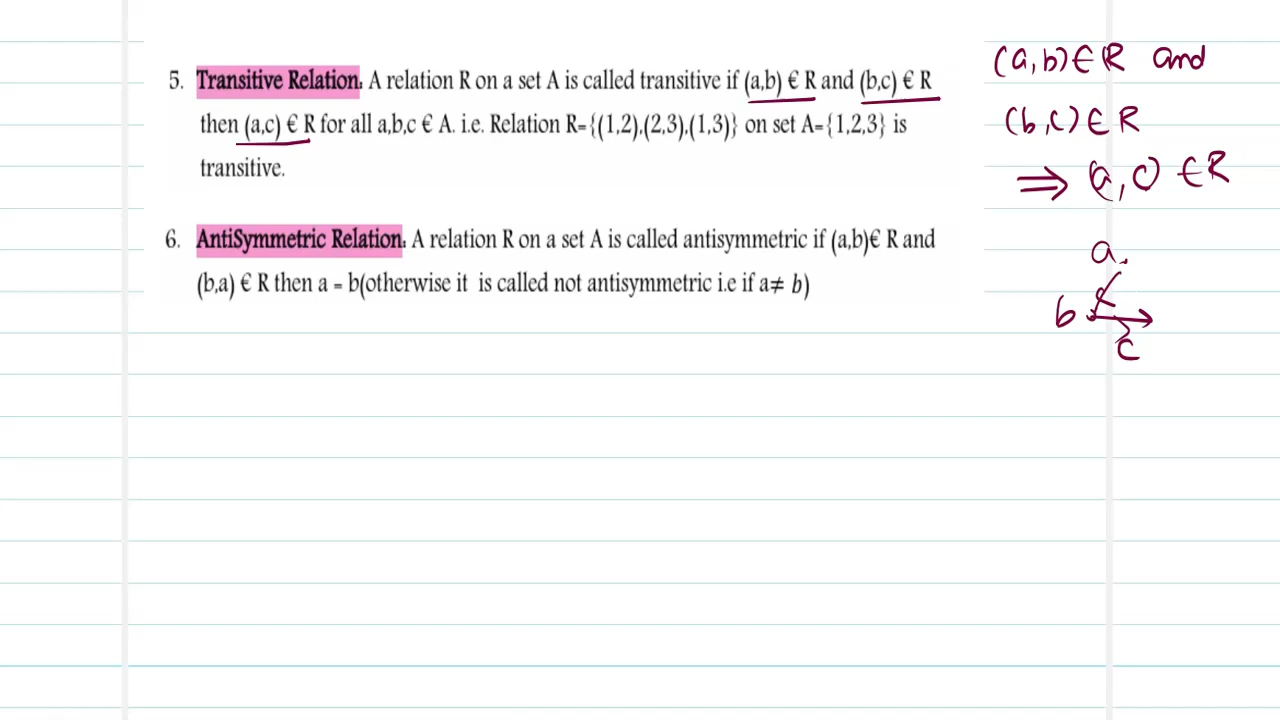 5. Transitive Relation: A relation R on a set A is called transitive if (a,b) € R and (b,c) € R
then (a,c) € R for all a,b,c € A. i.e. Relation R={(1,2),(2,3),(1,3)} on set A={1,2,3} is
transitive.
6. AntiSymmetric Relation: A relation R on a set A is called antisymmetric if (a,b)€ R and
(b,a) € R then a = b(otherwise it is called not antisymmetric i.e if a≠ b)
(a,b)∈R and
(b,c)∈R
⇒ (a,c) ∈R
a.
b
c